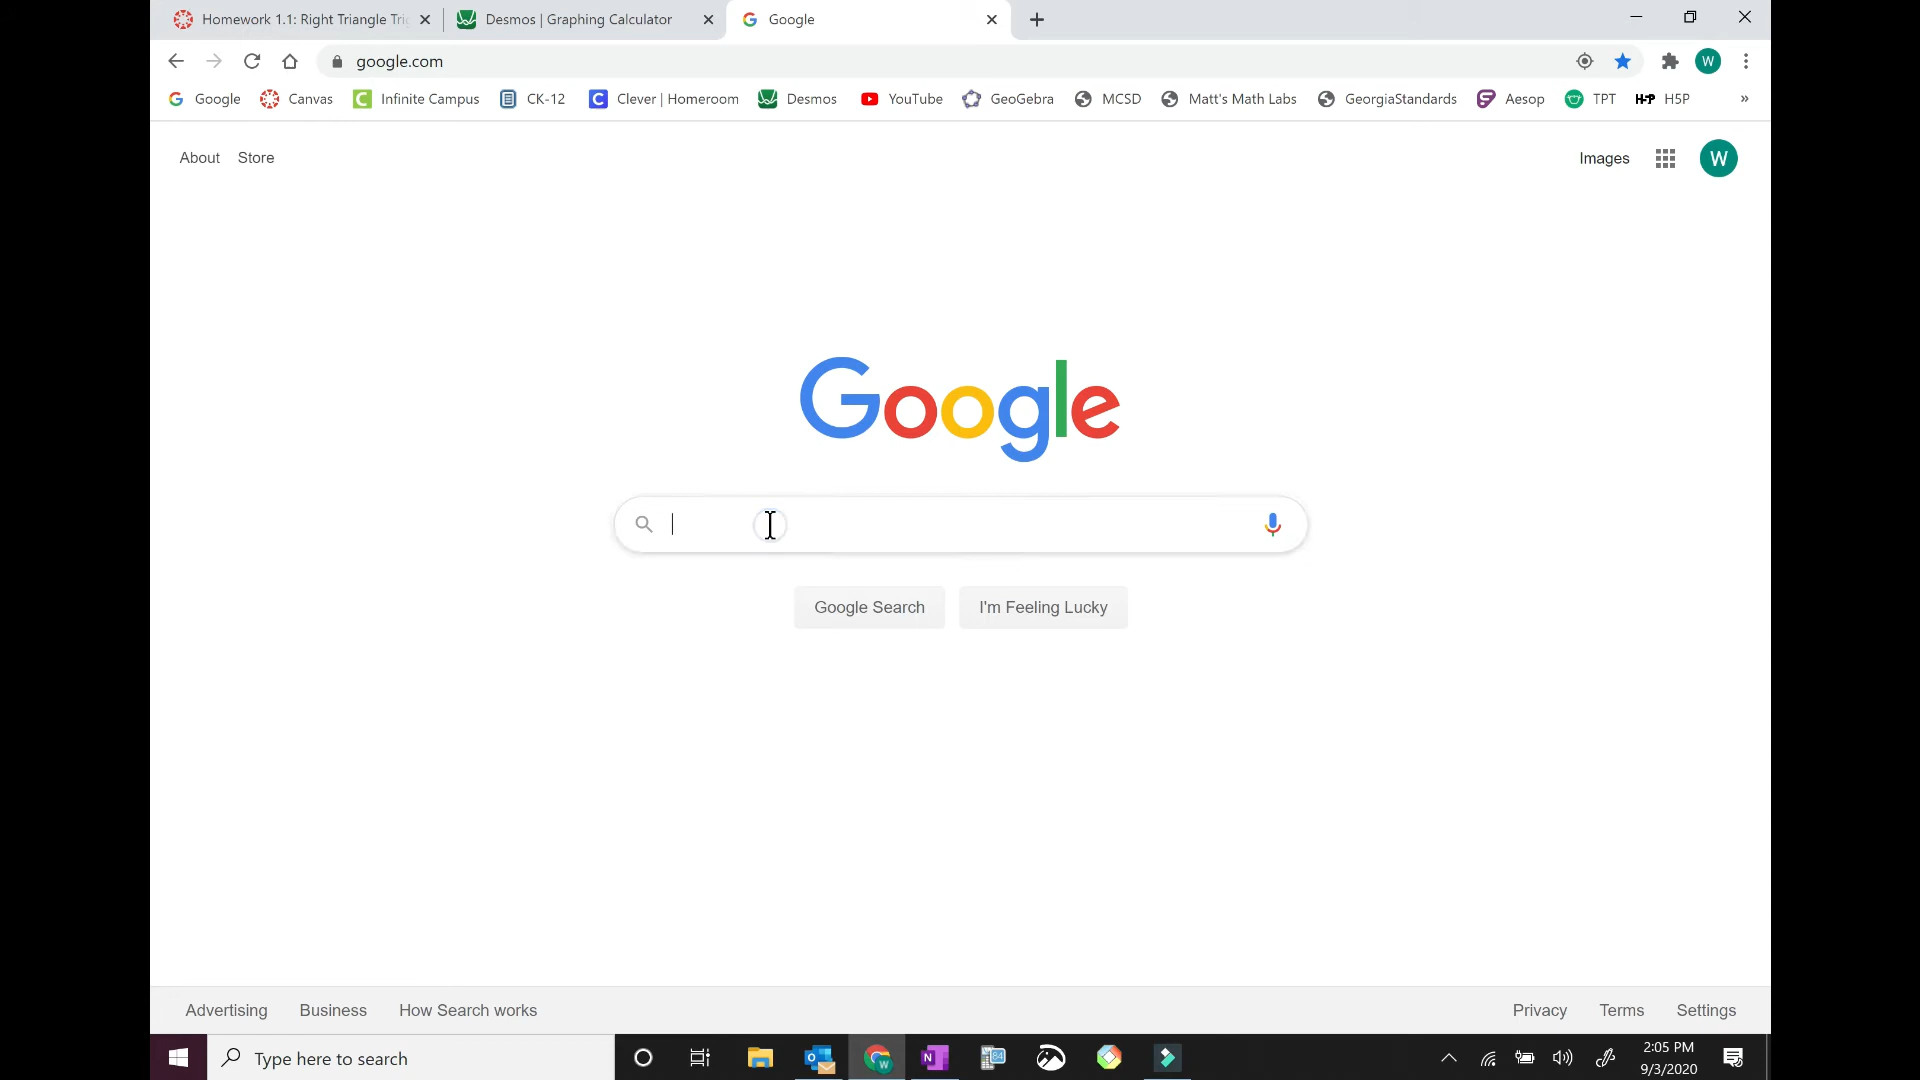 Homework 1.1: Right Triangle Tri
Desmos | Graphing Calculator
Google
google.com
W
Google
Canvas
Infinite Campus
CK-12
Clever | Homeroom
Desmos
YouTube
GeoGebra
MCSD
Matt's Math Labs
GeorgiaStandards
Aesop
TPT
H5P
»
About
Store
Images
W
Google
Google Search
I'm Feeling Lucky
Advertising
Business
How Search works
Privacy
Terms
Settings
Type here to search
2:05 PM
9/3/2020